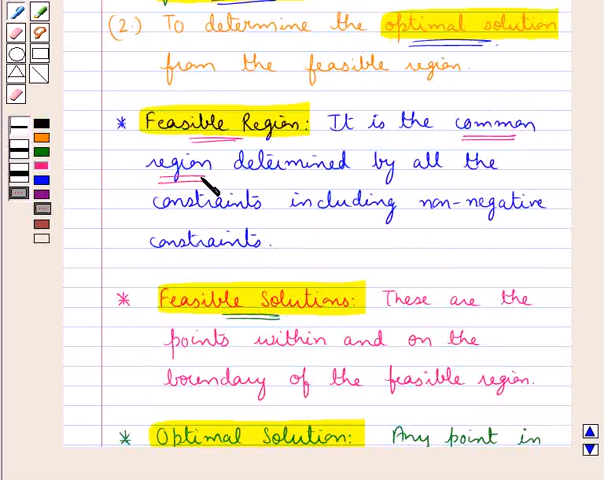 (2.) To determine the optimal solution
from the feasible region.
* Feasible Region: It is the common
region determined by all the
constraints including non-negative
constraints.
* Feasible Solutions: These are the
points within and on the
boundary of the feasible region.
* Optimal Solution: Any point in